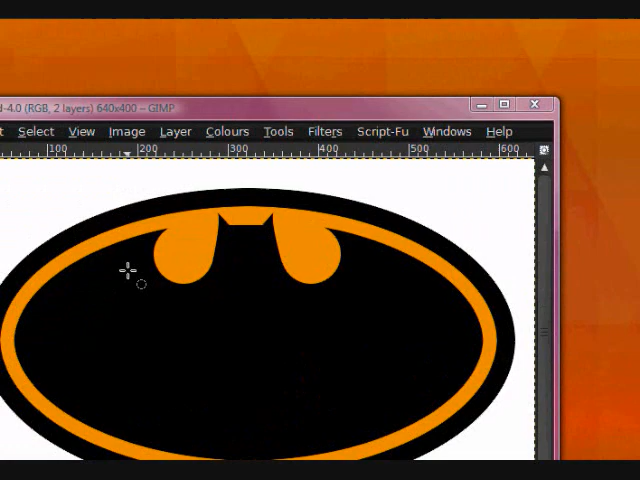 d-4.0 (RGB, 2 layers) 640x400 – GIMP
t Select View Image Layer Colours Tools Filters Script-Fu Windows Help
100 200 300 400 500 600